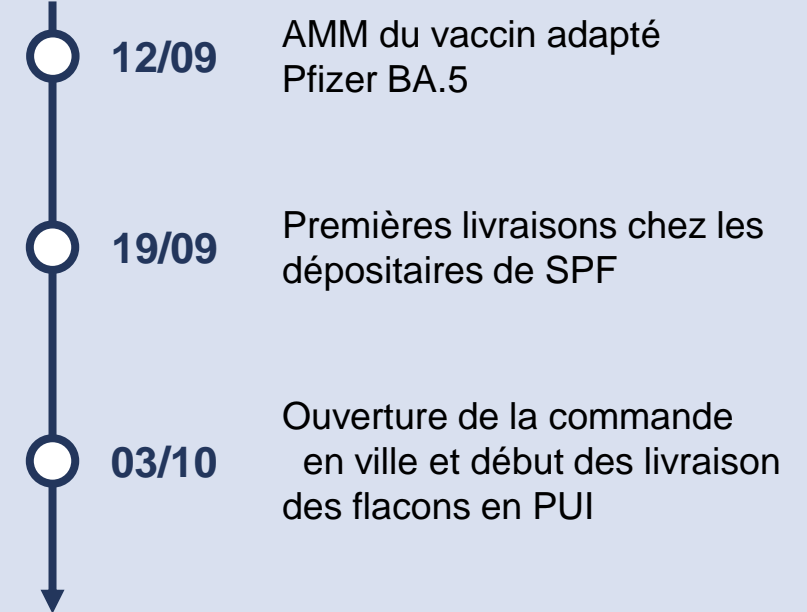 12/09
AMM du vaccin adapté
Pfizer BA.5
19/09
Premières livraisons chez les
dépositaires de SPF
03/10
Ouverture de la commande
en ville et début des livraison
des flacons en PUI